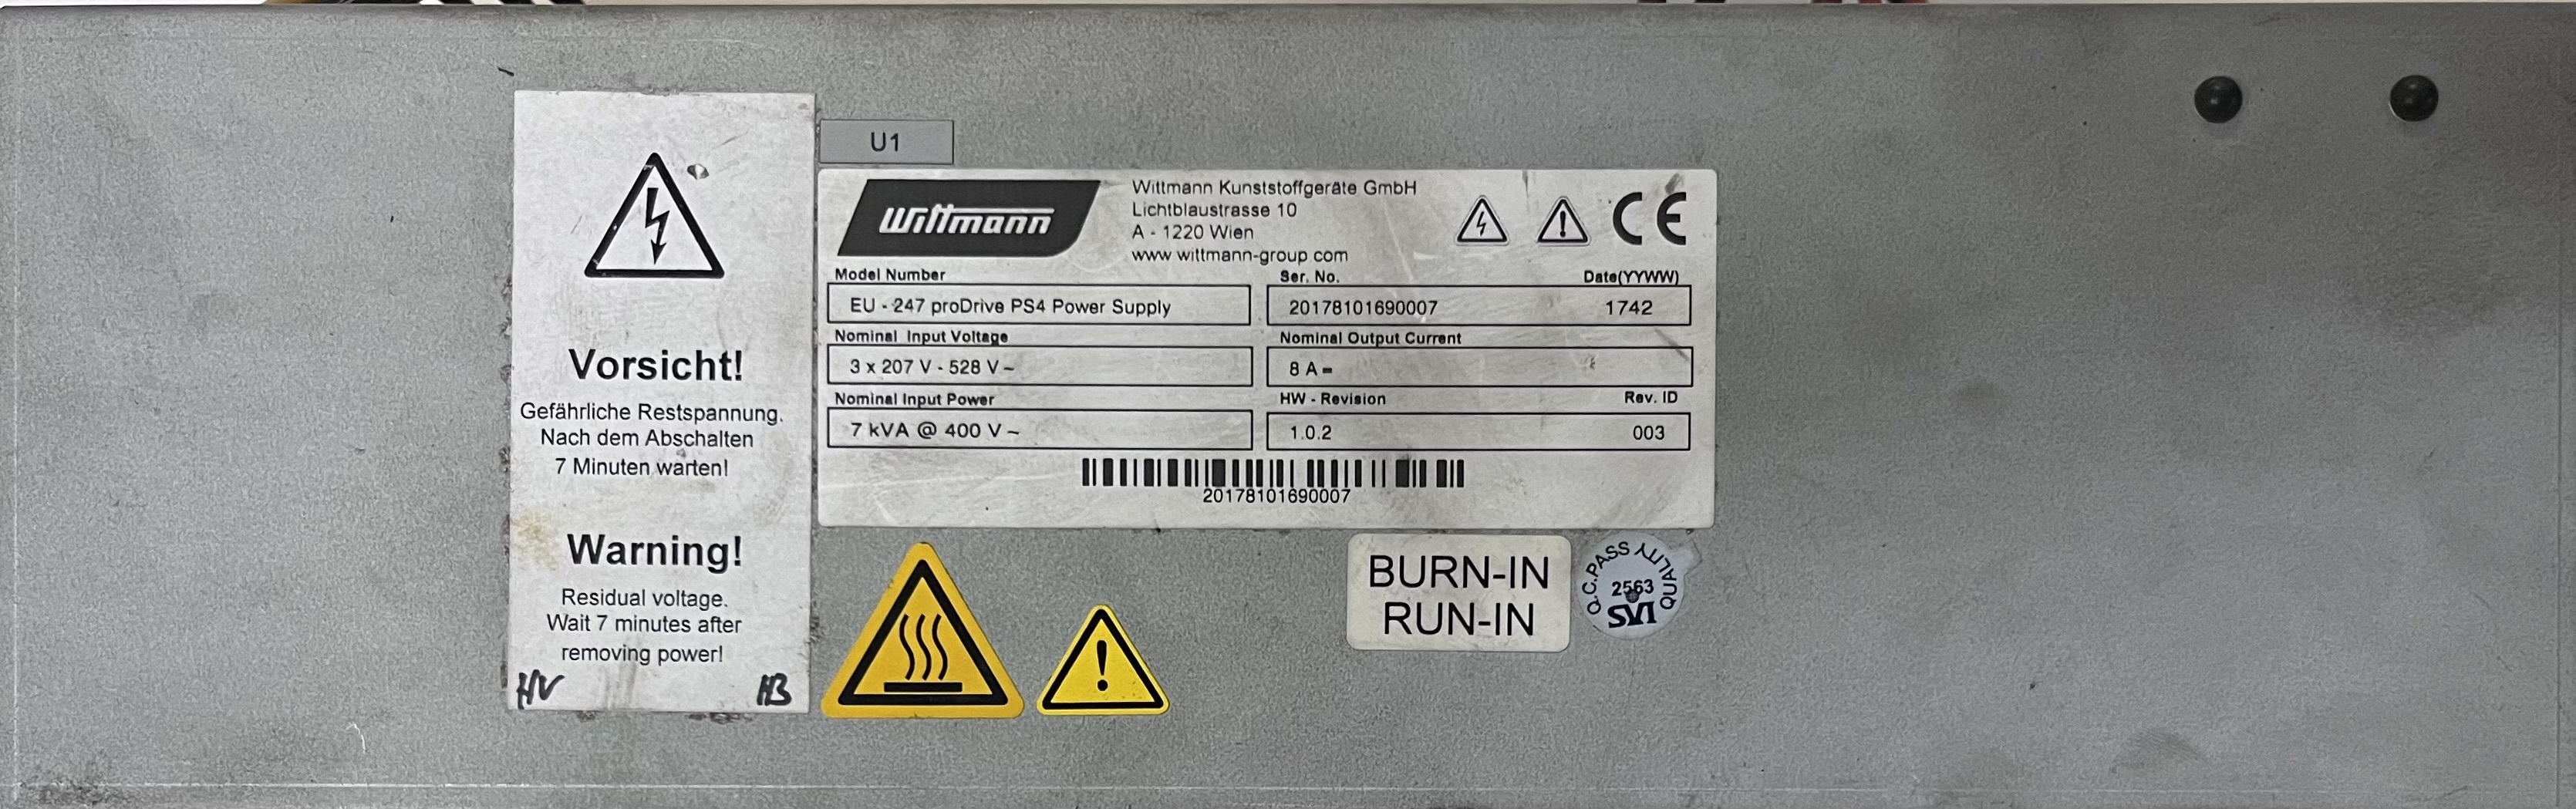 Vorsicht!
Gefährliche Restspannung.
Nach dem Abschalten
7 Minuten warten!
Warning!
Residual voltage.
Wait 7 minutes after
removing power!
HV HB
U1
Wittmann
Wittmann Kunststoffgeräte GmbH
Lichtblaustrasse 10
A - 1220 Wien
www wittmann-group com
CE
Model Number
EU - 247 proDrive PS4 Power Supply
Ser. No. Date(YYWW)
20178101690007 1742
Nominal Input Voltage
3 x 207 V - 528 V ~
Nominal Output Current
8 A =
Nominal Input Power
7 kVA @ 400 V ~
HW - Revision Rev. ID
1.0.2 003
20178101690007
BURN-IN
RUN-IN
Q.C.PASS QUALITY
2563
SVI